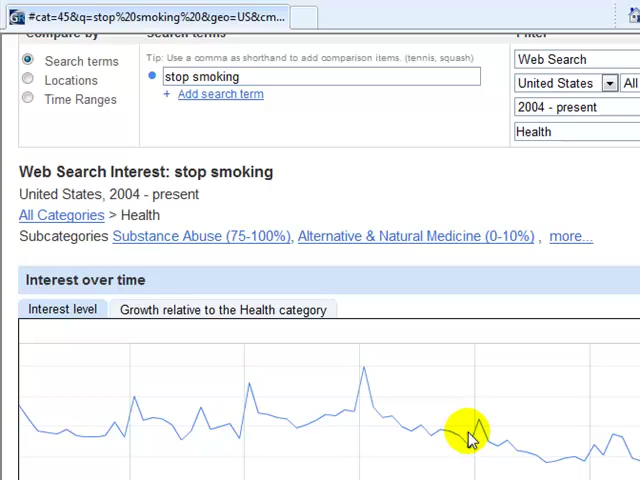 #cat=45&q=stop%20smoking%20&geo=US&cm...
Compare by Search terms Filter
Search terms
Locations
Time Ranges
Tip: Use a comma as shorthand to add comparison items. (tennis, squash)
stop smoking
+ Add search term
Web Search
United States All
2004 - present
Health
Web Search Interest: stop smoking
United States, 2004 - present
All Categories > Health
Subcategories Substance Abuse (75-100%), Alternative & Natural Medicine (0-10%) , more...
Interest over time
Interest level Growth relative to the Health category